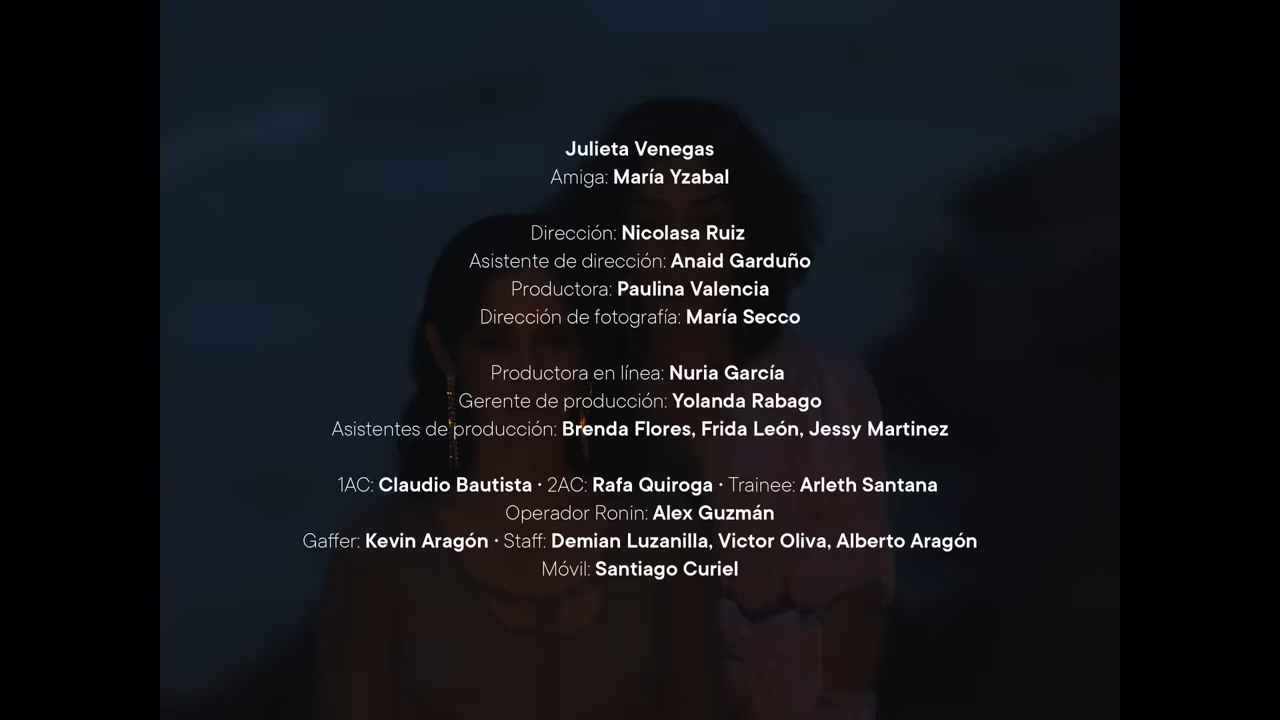 Julieta Venegas
Amiga: María Yzabal
Dirección: Nicolasa Ruiz
Asistente de dirección: Anaid Garduño
Productora: Paulina Valencia
Dirección de fotografía: María Secco
Productora en línea: Nuria García
Gerente de producción: Yolanda Rabago
Asistentes de producción: Brenda Flores, Frida León, Jessy Martinez
1AC: Claudio Bautista · 2AC: Rafa Quiroga · Trainee: Arleth Santana
Operador Ronin: Alex Guzmán
Gaffer: Kevin Aragón · Staff: Demian Luzanilla, Victor Oliva, Alberto Aragón
Móvil: Santiago Curiel